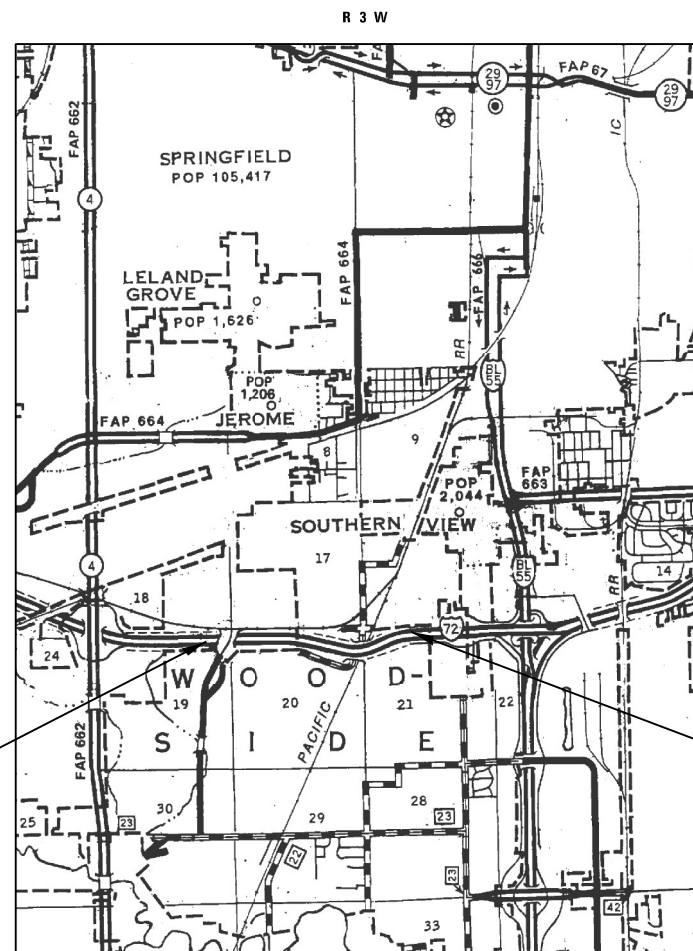 R 3 W
FAP 662
29
97
FAP 67
29
97
IC
SPRINGFIELD
POP 105,417
4
FAP 664
FAP 666
LELAND
GROVE
POP 1,626
RR
BL
55
POP
1,206
JEROME
FAP 664
8
9
POP
2,044
FAP
663
SOUTHERN VIEW
17
4
BL
55
14
RR
18
72
24
WOOD-
19
20
21
22
SIDE
PACIFIC
FAP 662
30
29
28
25
23
23
22
23
42
33